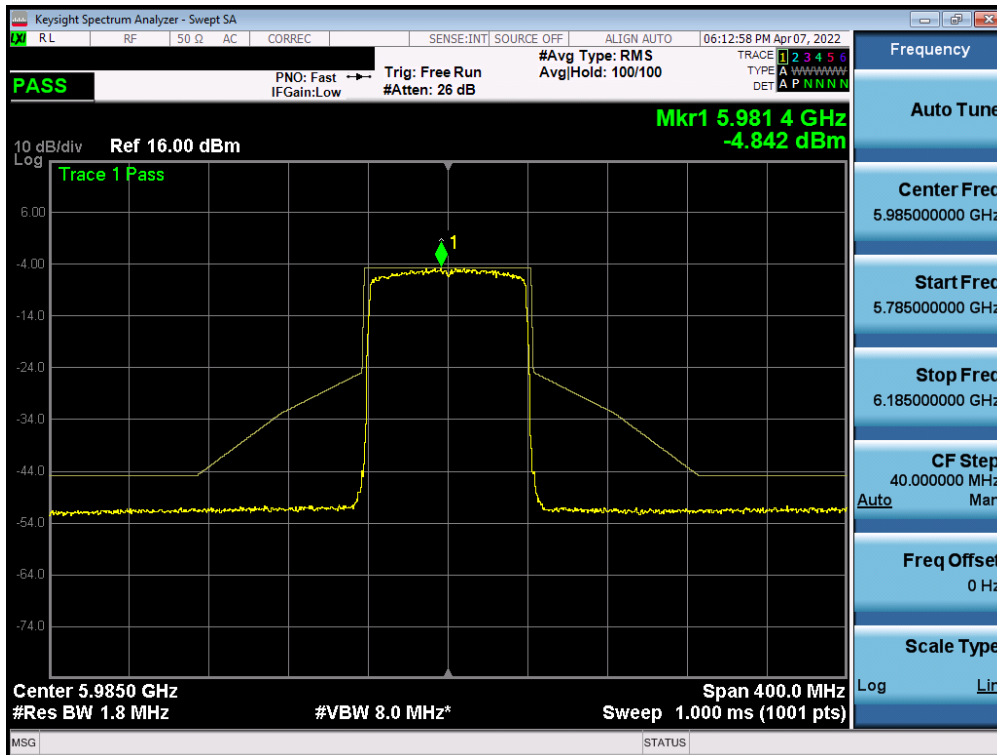 Keysight Spectrum Analyzer - Swept SA
LXI RL RF 50 Ω AC CORREC SENSE:INT SOURCE OFF ALIGN AUTO 06:12:58 PM Apr 07, 2022
PASS
PNO: Fast
IFGain:Low
Trig: Free Run
#Atten: 26 dB
#Avg Type: RMS
Avg|Hold: 100/100
TRACE 1 2 3 4 5 6
TYPE A WWWWW
DET A P N N N N
Mkr1 5.981 4 GHz
-4.842 dBm
10 dB/div
Log
Ref 16.00 dBm
Trace 1 Pass
1
6.00
-4.00
-14.0
-24.0
-34.0
-44.0
-54.0
-64.0
-74.0
Center 5.9850 GHz
Span 400.0 MHz
#Res BW 1.8 MHz
#VBW 8.0 MHz*
Sweep 1.000 ms (1001 pts)
MSG
STATUS
Frequency
Auto Tune
Center Freq
5.985000000 GHz
Start Freq
5.785000000 GHz
Stop Freq
6.185000000 GHz
CF Step
40.000000 MHz
Auto Man
Freq Offset
0 Hz
Scale Type
Log Lin